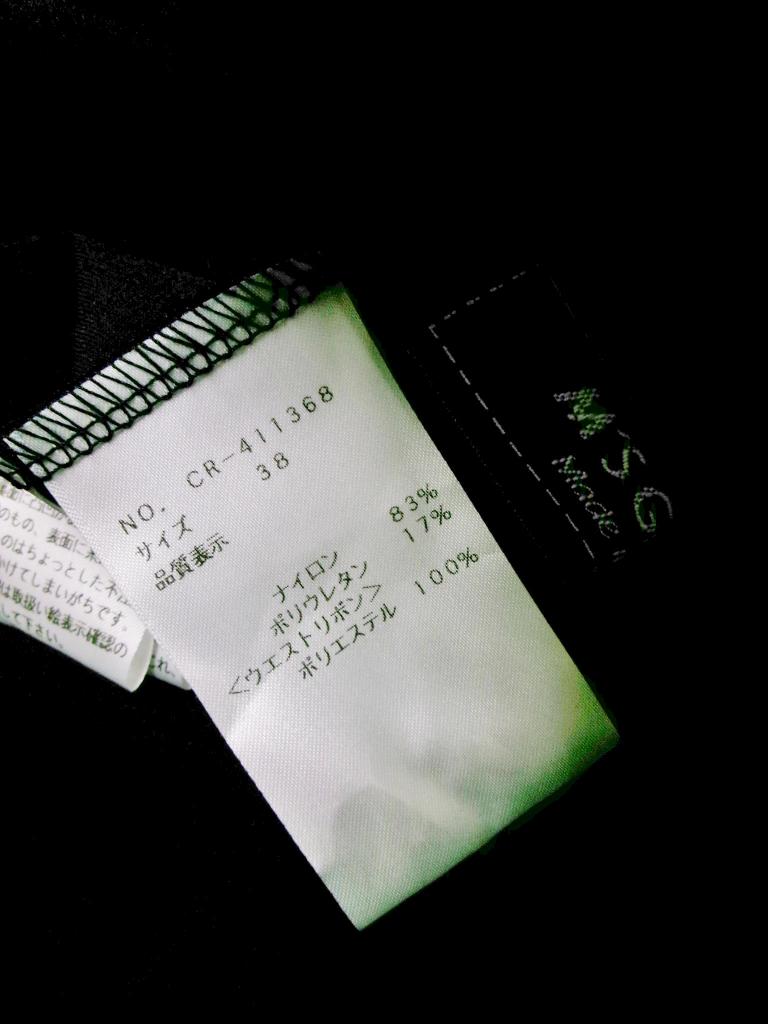 NO. CR-411368
サイズ 38
品質表示
ナイロン 83%
ポリウレタン 17%
<ウエストリボン>
ポリエステル 100%
のもの、表面に
のはちょっとした
かけてしまいがちです。
は取扱い絵表示確認の
して下さい。
M'S G
Made